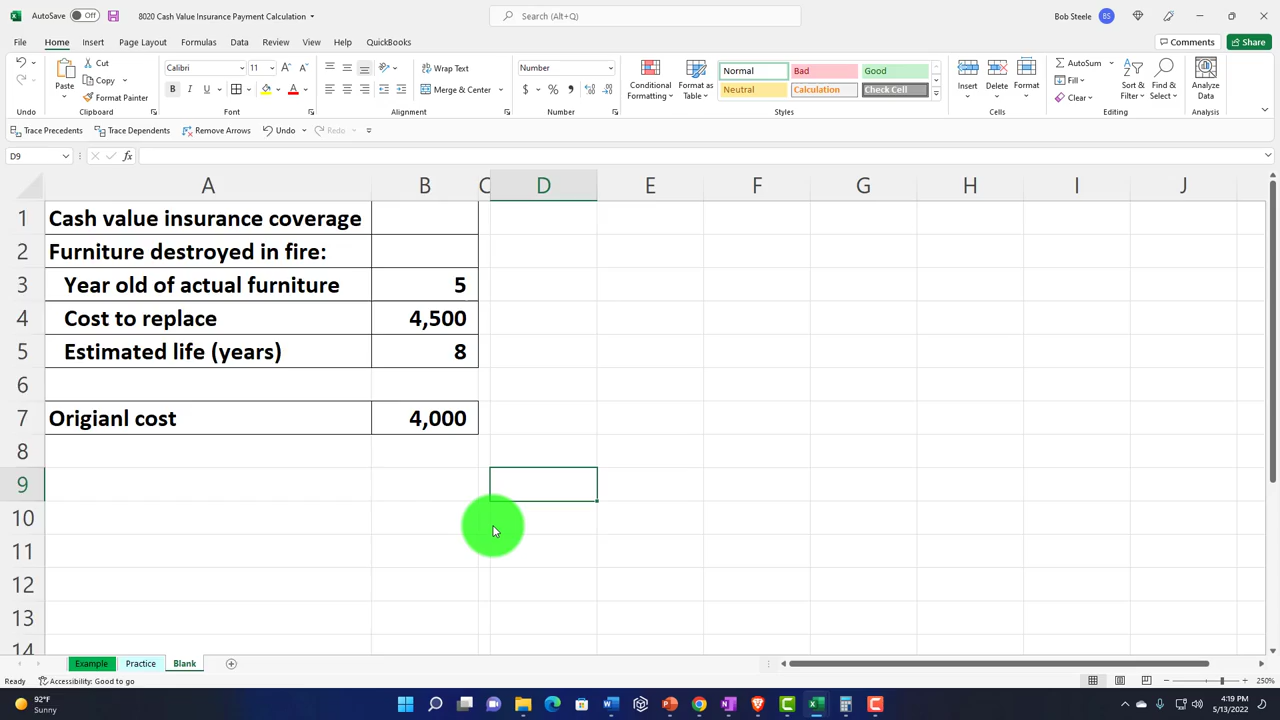 AutoSave Off 8020 Cash Value Insurance Payment Calculation Search (Alt+Q) Bob Steele BS
File Home Insert Page Layout Formulas Data Review View Help QuickBooks Comments Share
Cut Copy Format Painter Paste Calibri 11 Wrap Text Merge & Center Number Conditional Formatting Format as Table Normal Bad Good Neutral Calculation Check Cell Insert Delete Format AutoSum Fill Clear Sort & Filter Find & Select Analyze Data
Undo Clipboard Font Alignment Number Styles Cells Editing Analysis
Trace Precedents Trace Dependents Remove Arrows Undo Redo
D9 fx
A B C D E F G H I J
1 Cash value insurance coverage
2 Furniture destroyed in fire:
3 Year old of actual furniture 5
4 Cost to replace 4,500
5 Estimated life (years) 8
6
7 Origianl cost 4,000
8
9
10
11
12
13
14
Example Practice Blank
Ready Accessibility: Good to go 250%
92°F
Sunny
4:19 PM
5/13/2022